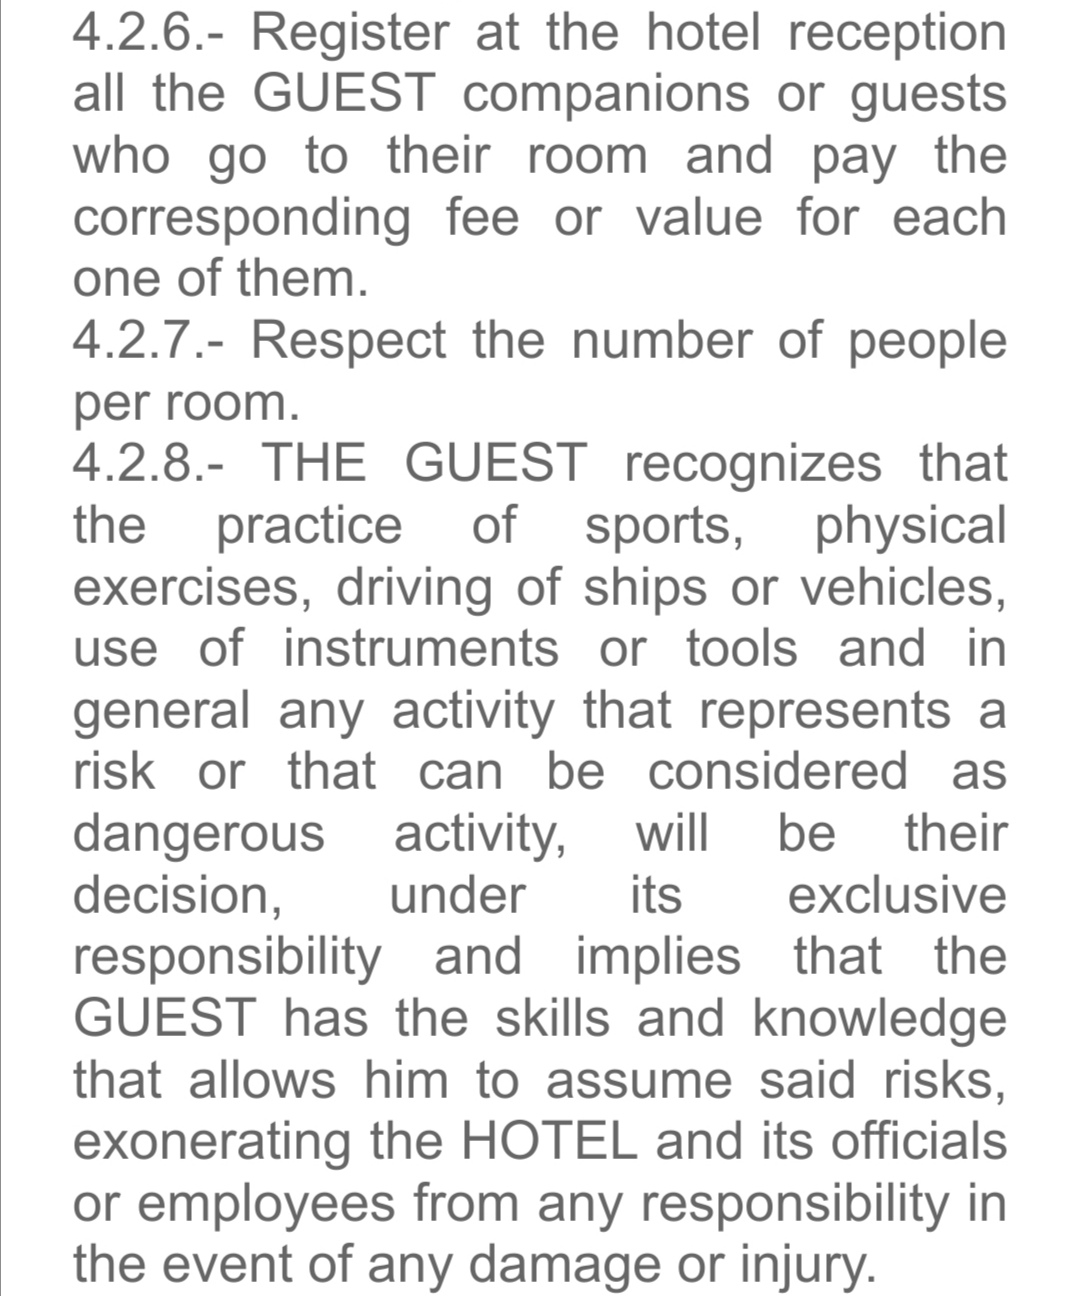 4.2.6.- Register at the hotel reception
all the GUEST companions or guests
who go to their room and pay the
corresponding fee or value for each
one of them.
4.2.7.- Respect the number of people
per room.
4.2.8.- THE GUEST recognizes that
the practice of sports, physical
exercises, driving of ships or vehicles,
use of instruments or tools and in
general any activity that represents a
risk or that can be considered as
dangerous activity, will be their
decision, under its exclusive
responsibility and implies that the
GUEST has the skills and knowledge
that allows him to assume said risks,
exonerating the HOTEL and its officials
or employees from any responsibility in
the event of any damage or injury.